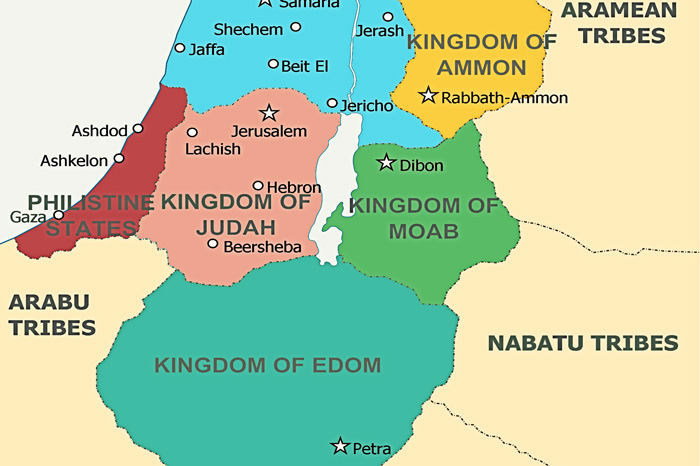 Samaria
ARAMEAN
TRIBES
Shechem
Jerash
Jaffa
KINGDOM OF
AMMON
Beit El
Rabbath-Ammon
Jericho
Ashdod
Jerusalem
Lachish
Ashkelon
Dibon
Hebron
PHILISTINE
STATES
KINGDOM OF
JUDAH
KINGDOM OF
MOAB
Gaza
Beersheba
ARABU
TRIBES
NABATU TRIBES
KINGDOM OF EDOM
Petra